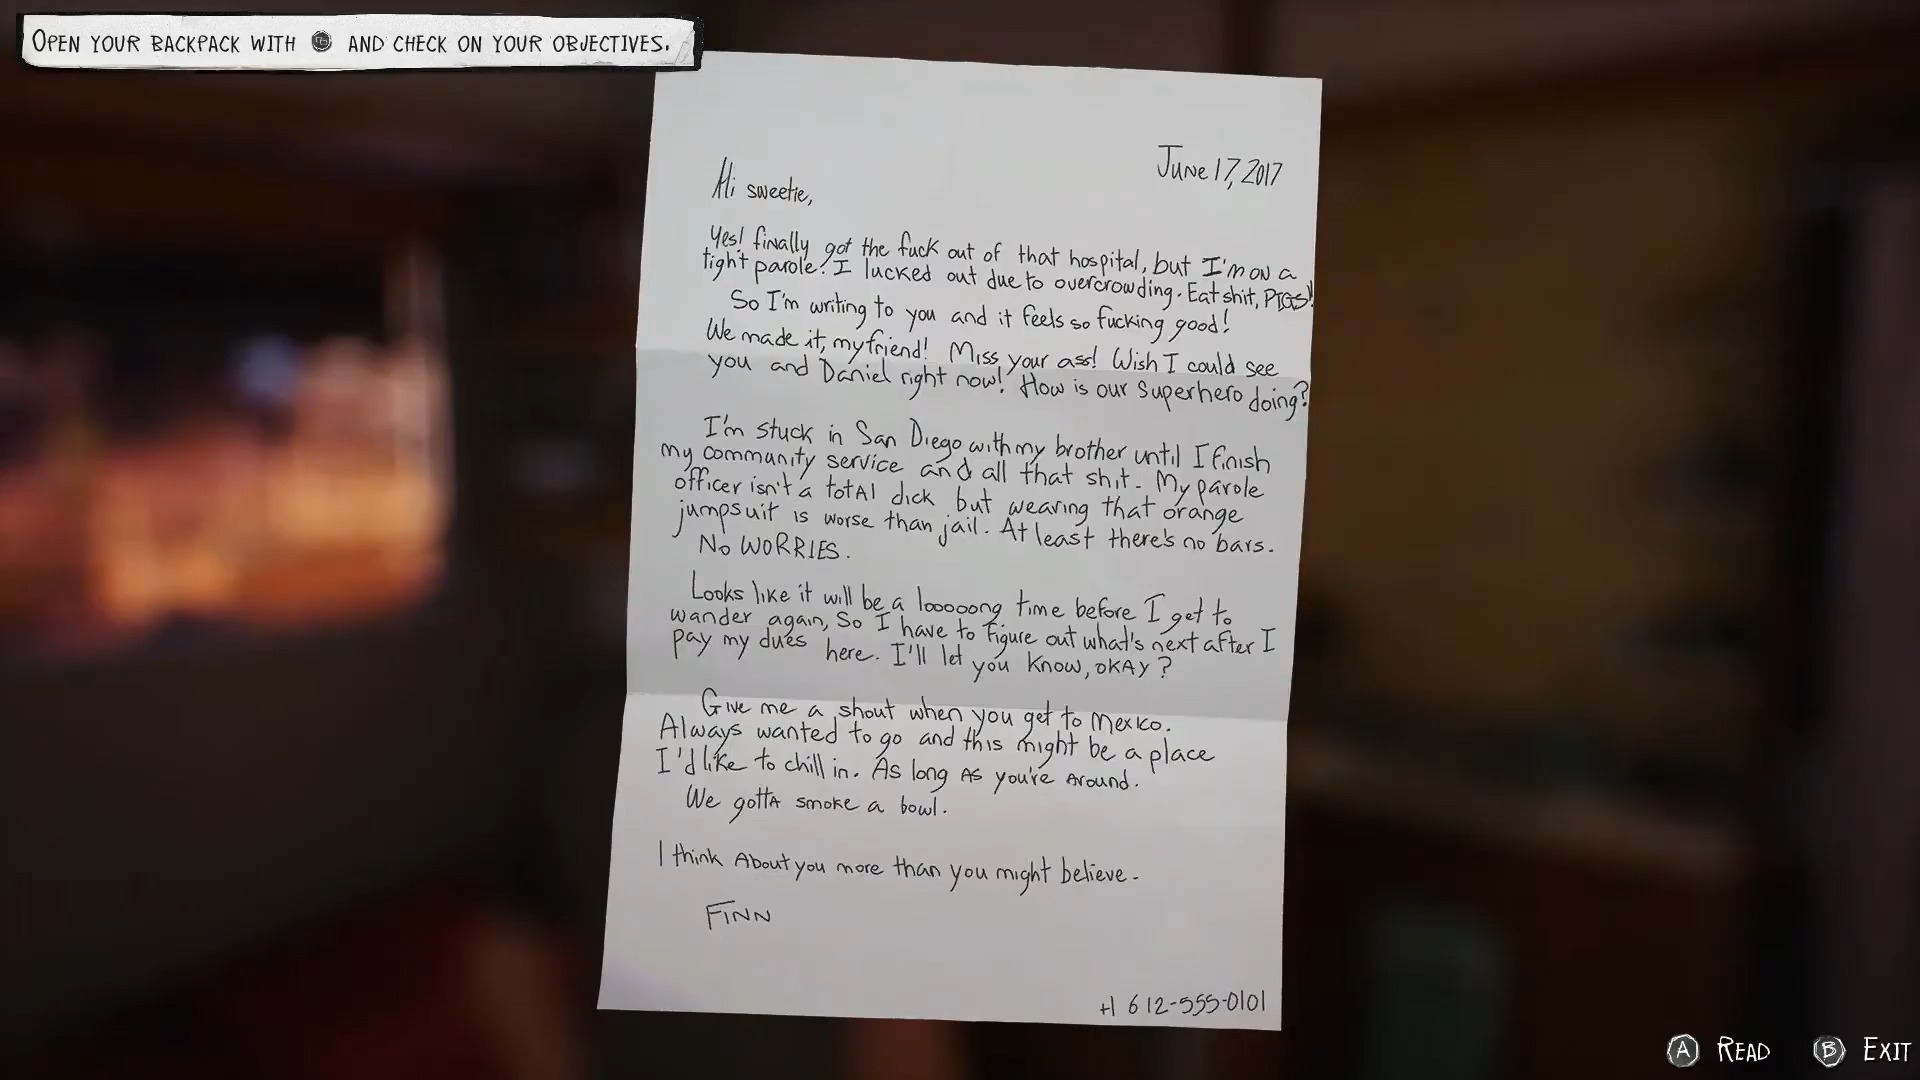 OPEN YOUR BACKPACK WITH AND CHECK ON YOUR OBJECTIVES.
June 17, 2017
Hi sweetie,
Yes! finally got the fuck out of that hospital, but I'm on a
tight parole! I lucked out due to overcrowding. Eat shit, PIGS!
So I'm writing to you and it feels so fucking good!
We made it, my friend! Miss your ass! Wish I could see
you and Daniel right now! How is our superhero doing?
I'm stuck in San Diego with my brother until I finish
my community service and all that shit. My parole
officer isn't a totAl dick but wearing that orange
jumpsuit is worse than jail. At least there's no bars.
No WORRIES.
Looks like it will be a looooong time before I get to
wander again, So I have to figure out what's next after I
pay my dues here. I'll let you know, OKAY?
Give me a shout when you get to Mexico.
Always wanted to go and this might be a place
I'd like to chill in. As long As you're Around.
We gottA smoke a bowl.
I think About you more than you might believe.
FINN
+1 612-555-0101
A READ B EXIT